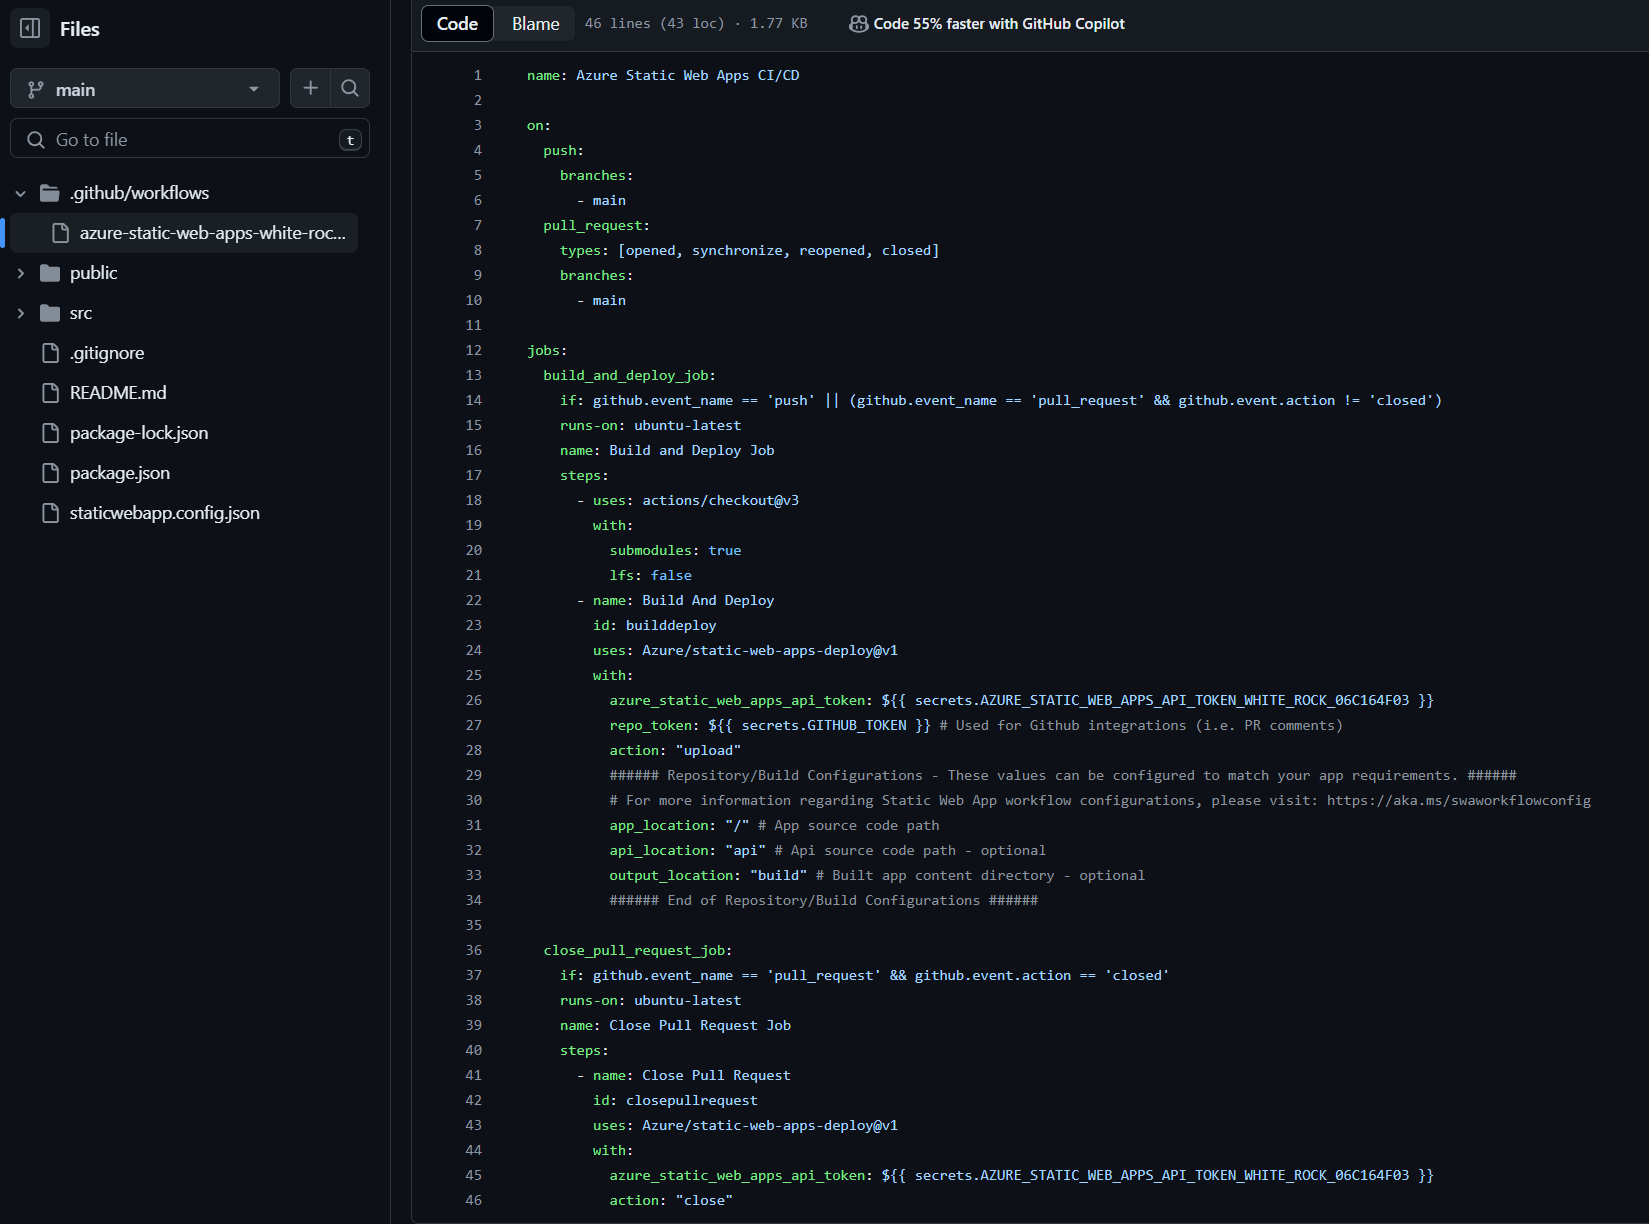 Files
main
Go to file
t
.github/workflows
azure-static-web-apps-white-roc...
public
src
.gitignore
README.md
package-lock.json
package.json
staticwebapp.config.json
Code
Blame
46 lines (43 loc) · 1.77 KB
Code 55% faster with GitHub Copilot
1 name: Azure Static Web Apps CI/CD
2
3 on:
4   push:
5     branches:
6       - main
7   pull_request:
8     types: [opened, synchronize, reopened, closed]
9     branches:
10       - main
11
12 jobs:
13   build_and_deploy_job:
14     if: github.event_name == 'push' || (github.event_name == 'pull_request' && github.event.action != 'closed')
15     runs-on: ubuntu-latest
16     name: Build and Deploy Job
17     steps:
18       - uses: actions/checkout@v3
19         with:
20           submodules: true
21           lfs: false
22       - name: Build And Deploy
23         id: builddeploy
24         uses: Azure/static-web-apps-deploy@v1
25         with:
26           azure_static_web_apps_api_token: ${{ secrets.AZURE_STATIC_WEB_APPS_API_TOKEN_WHITE_ROCK_06C164F03 }}
27           repo_token: ${{ secrets.GITHUB_TOKEN }} # Used for Github integrations (i.e. PR comments)
28           action: "upload"
29           ###### Repository/Build Configurations - These values can be configured to match your app requirements. ######
30           # For more information regarding Static Web App workflow configurations, please visit: https://aka.ms/swaworkflowconfig
31           app_location: "/" # App source code path
32           api_location: "api" # Api source code path - optional
33           output_location: "build" # Built app content directory - optional
34           ###### End of Repository/Build Configurations ######
35
36   close_pull_request_job:
37     if: github.event_name == 'pull_request' && github.event.action == 'closed'
38     runs-on: ubuntu-latest
39     name: Close Pull Request Job
40     steps:
41       - name: Close Pull Request
42         id: closepullrequest
43         uses: Azure/static-web-apps-deploy@v1
44         with:
45           azure_static_web_apps_api_token: ${{ secrets.AZURE_STATIC_WEB_APPS_API_TOKEN_WHITE_ROCK_06C164F03 }}
46           action: "close"